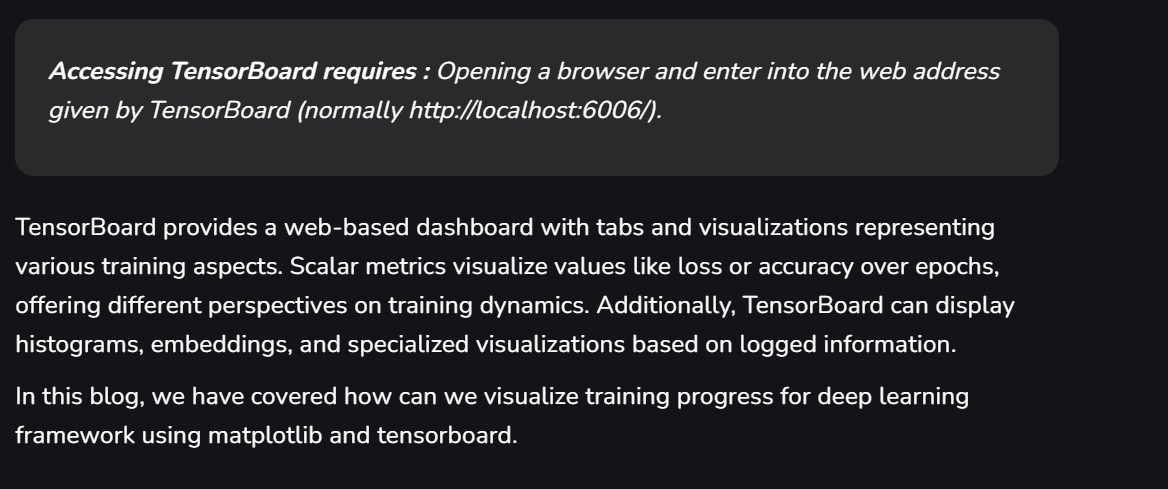 Accessing TensorBoard requires : Opening a browser and enter into the web address
given by TensorBoard (normally http://localhost:6006/).
TensorBoard provides a web-based dashboard with tabs and visualizations representing
various training aspects. Scalar metrics visualize values like loss or accuracy over epochs,
offering different perspectives on training dynamics. Additionally, TensorBoard can display
histograms, embeddings, and specialized visualizations based on logged information.
In this blog, we have covered how can we visualize training progress for deep learning
framework using matplotlib and tensorboard.